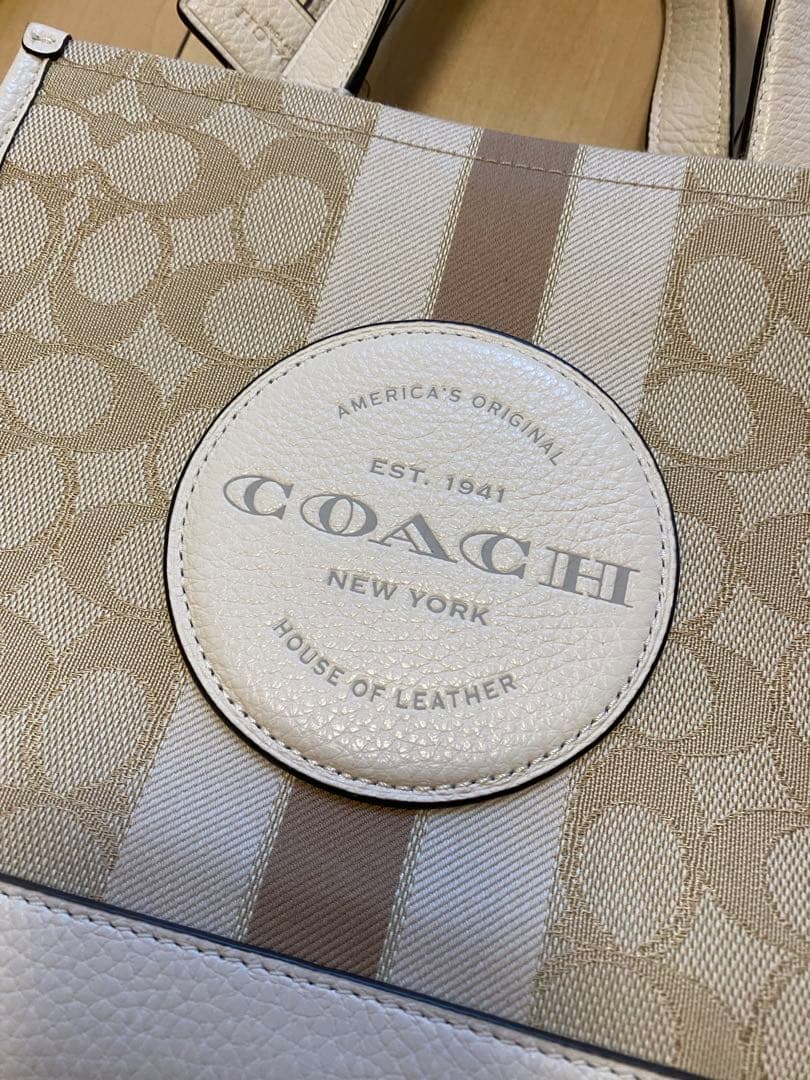 AMERICA'S ORIGINAL
EST. 1941
COACH
NEW YORK
HOUSE OF LEATHER